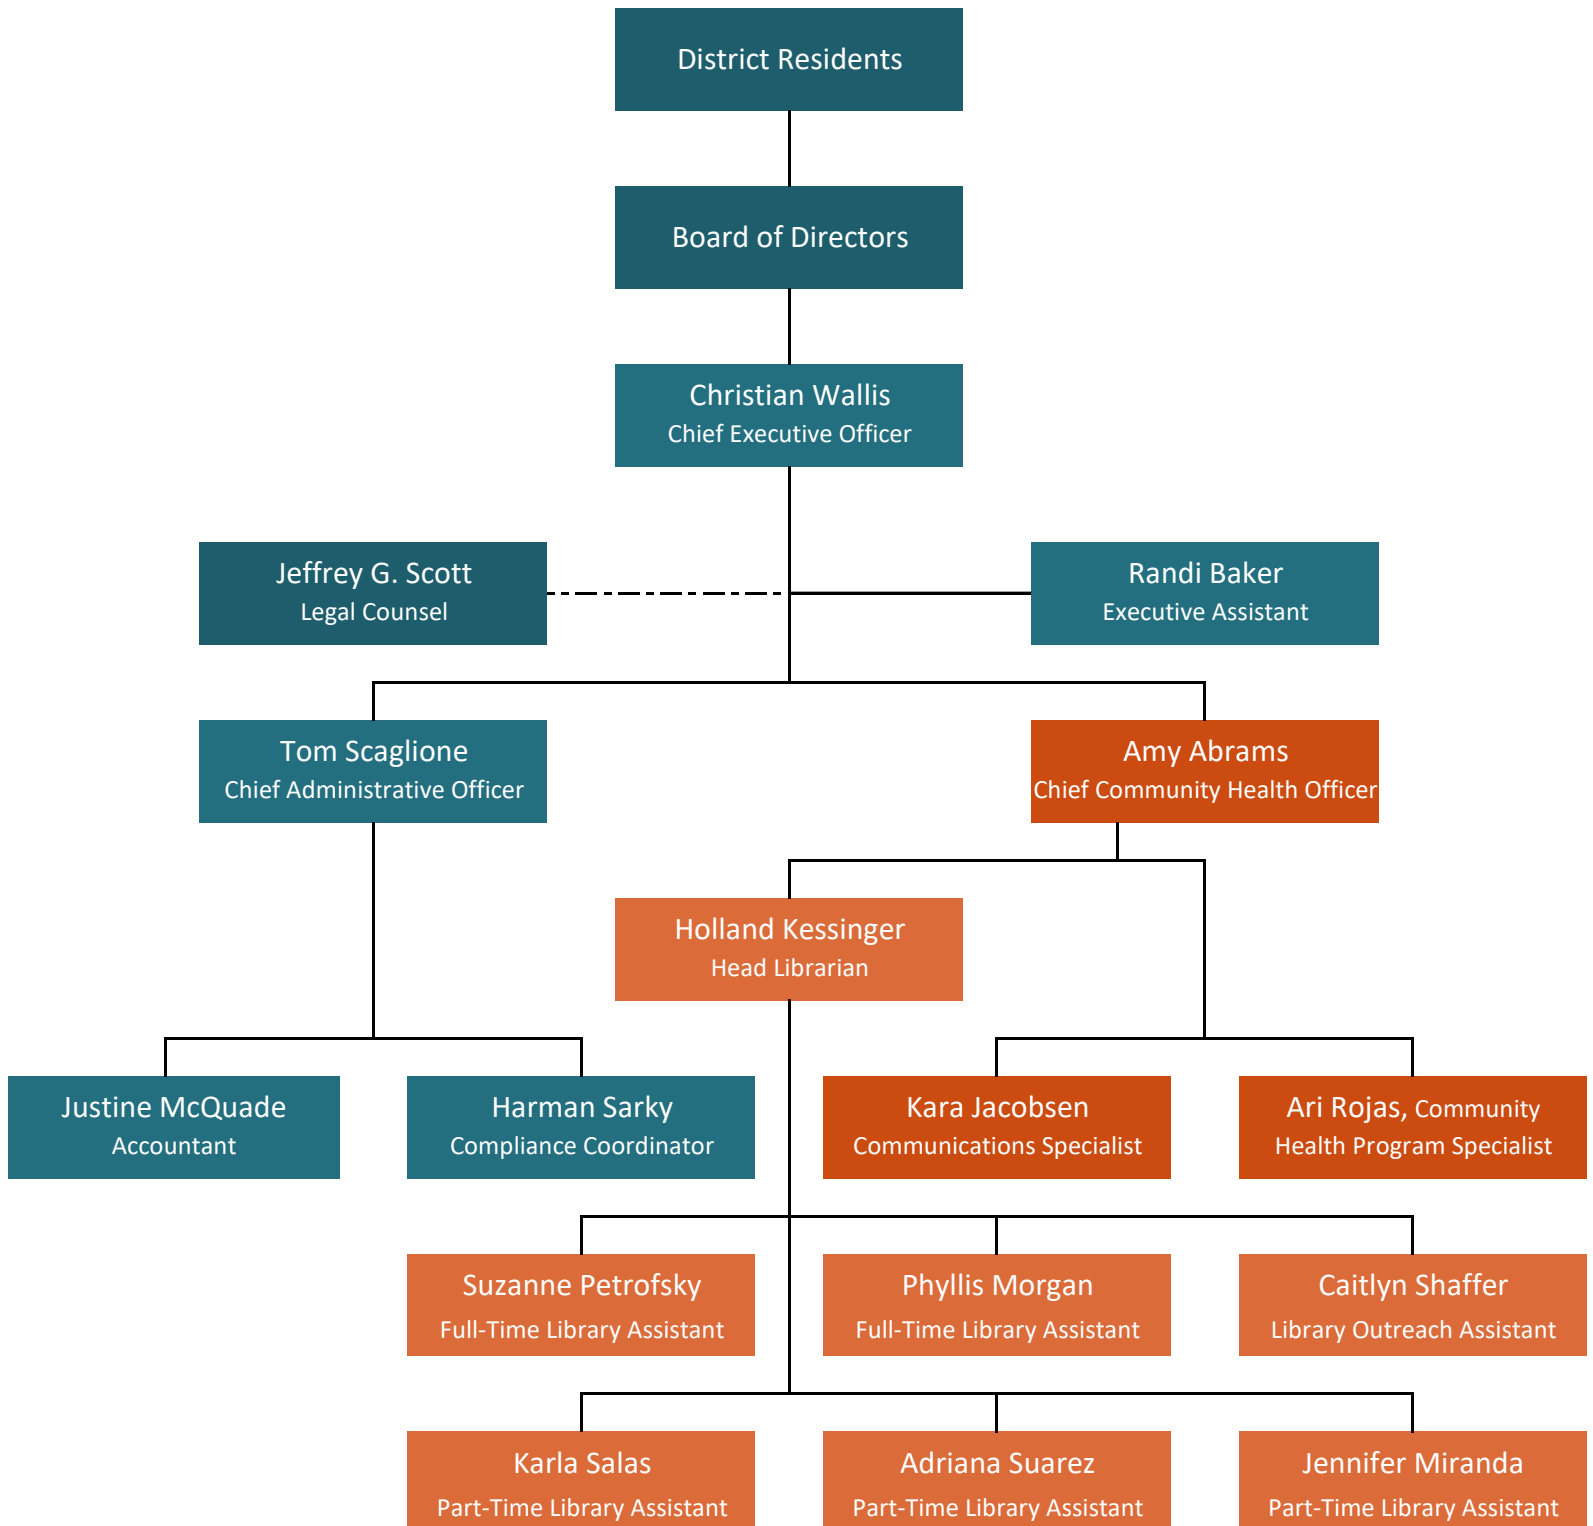 District Residents
Board of Directors
Christian Wallis
Chief Executive Officer
Jeffrey G. Scott
Legal Counsel
Randi Baker
Executive Assistant
Tom Scaglione
Chief Administrative Officer
Amy Abrams
Chief Community Health Officer
Holland Kessinger
Head Librarian
Justine McQuade
Accountant
Harman Sarky
Compliance Coordinator
Kara Jacobsen
Communications Specialist
Ari Rojas, Community
Health Program Specialist
Suzanne Petrofsky
Full-Time Library Assistant
Phyllis Morgan
Full-Time Library Assistant
Caitlyn Shaffer
Library Outreach Assistant
Karla Salas
Part-Time Library Assistant
Adriana Suarez
Part-Time Library Assistant
Jennifer Miranda
Part-Time Library Assistant